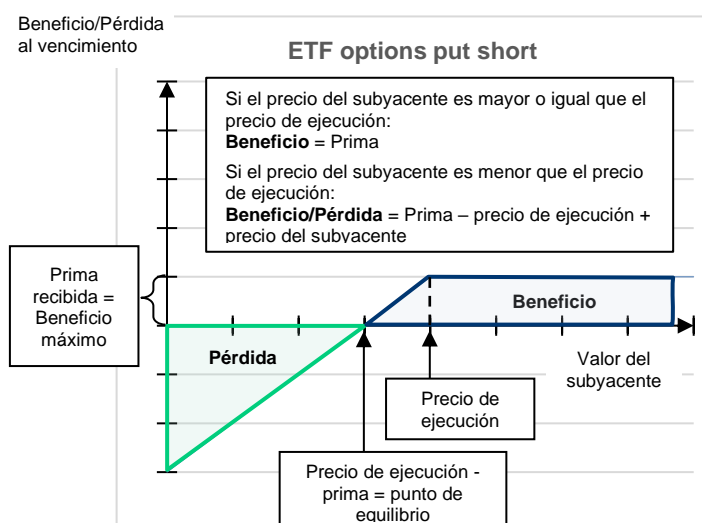 Beneficio/Pérdida
al vencimiento
ETF options put short
Si el precio del subyacente es mayor o igual que el
precio de ejecución:
Beneficio = Prima
Si el precio del subyacente es menor que el precio
de ejecución:
Beneficio/Pérdida = Prima – precio de ejecución +
precio del subyacente
Prima
recibida =
Beneficio
máximo
Beneficio
Pérdida
Valor del
subyacente
Precio de
ejecución
Precio de ejecución -
prima = punto de
equilibrio